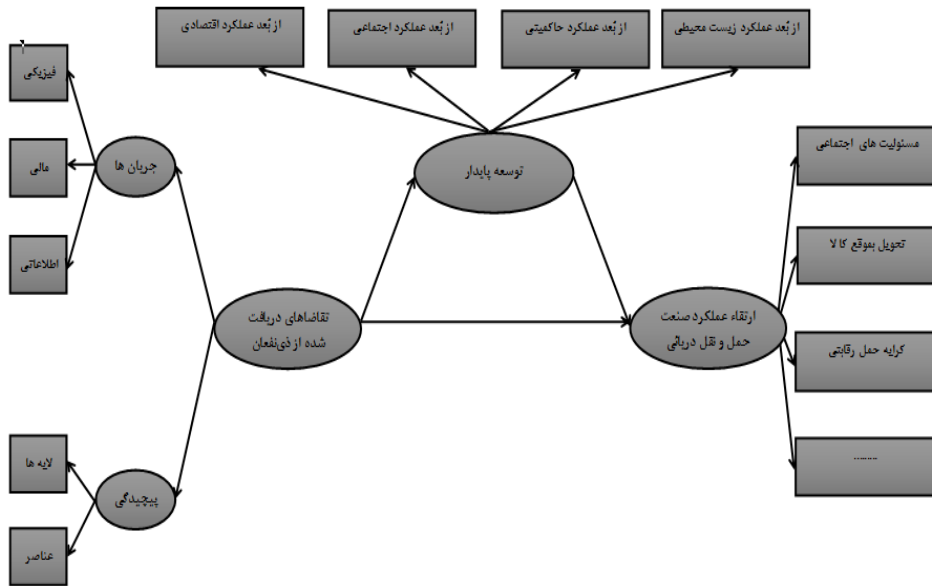 از بُعد عملکرد زیست محیطی
از بُعد عملکرد حاکمیتی
از بُعد عملکرد اجتماعی
از بُعد عملکرد اقتصادی
توسعه پایدار
مسئولیت های اجتماعی
تحویل بموقع کالا
کرایه حمل رقابتی
........
ارتقاء عملکرد صنعت
حمل و نقل دریائی
تقاضاهای دریافت
شده از ذی‌نفعان
جریان ها
فیزیکی
مالی
اطلاعاتی
پیچیدگی
لایه ها
عناصر